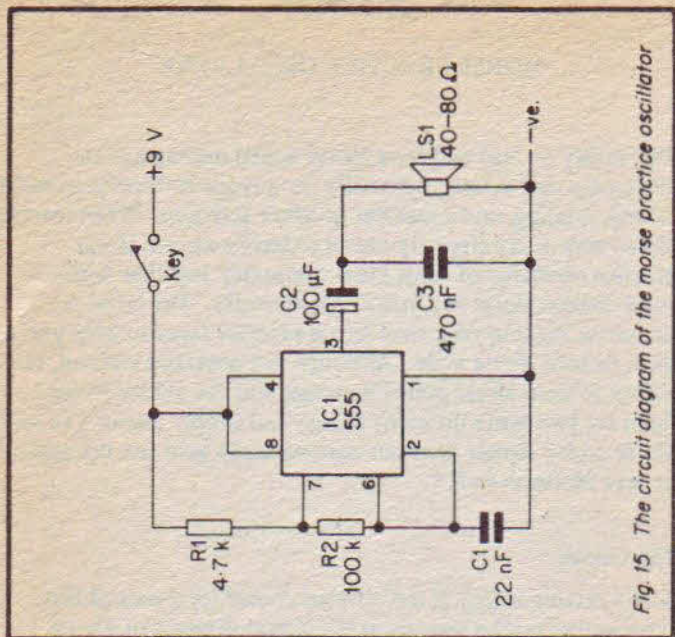 +9 V
Key
R1
4·7 k
R2
100 k
C1
22 nF
7
6
8
4
2
1
3
IC1
555
C2
100 µF
C3
470 nF
LS1
40–80 Ω
—ve.
Fig. 15 The circuit diagram of the morse practice oscillator